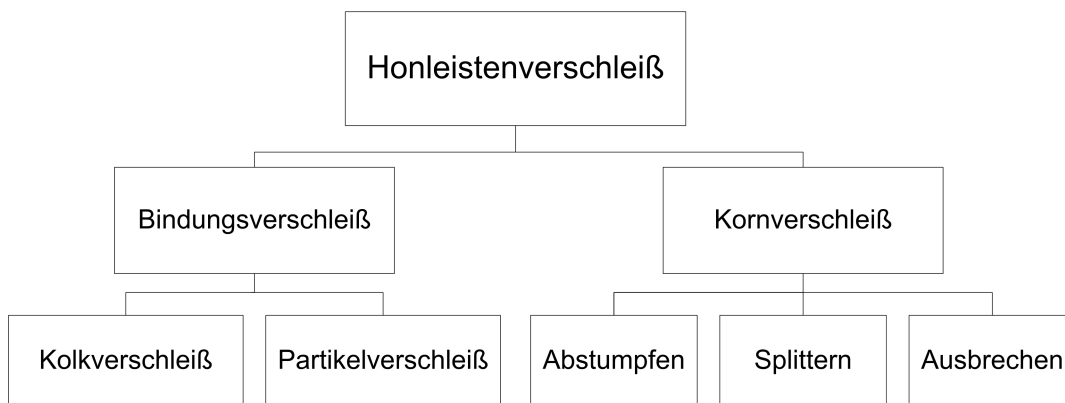 Honleistenverschleiß
Bindungsverschleiß
Kornverschleiß
Kolkverschleiß
Partikelverschleiß
Abstumpfen
Splittern
Ausbrechen